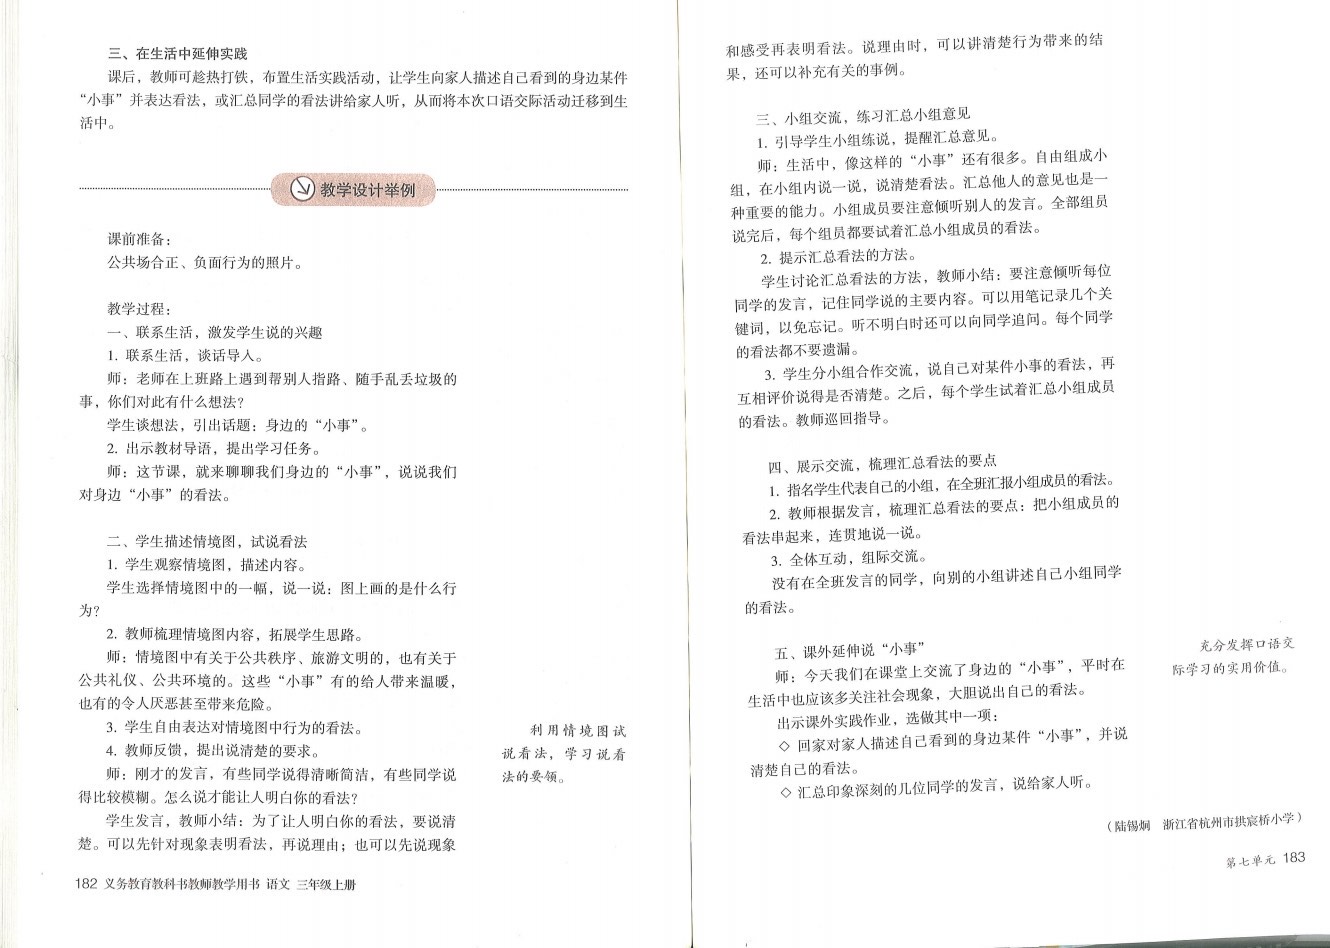 三、在生活中延伸实践
课后，教师可趁热打铁，布置生活实践活动，让学生向家人描述自己看到的身边某件
“小事”并表达看法，或汇总同学的看法讲给家人听，从而将本次口语交际活动迁移到生
活中。
教学设计举例
课前准备：
公共场合正、负面行为的照片。
教学过程：
一、联系生活，激发学生说的兴趣
1. 联系生活，谈话导入。
师：老师在上班路上遇到帮别人指路、随手乱丢垃圾的
事，你们对此有什么想法？
学生谈想法，引出话题：身边的“小事”。
2. 出示教材导语，提出学习任务。
师：这节课，就来聊聊我们身边的“小事”，说说我们
对身边“小事”的看法。
二、学生描述情境图，试说看法
1. 学生观察情境图，描述内容。
学生选择情境图中的一幅，说一说：图上画的是什么行
为？
2. 教师梳理情境图内容，拓展学生思路。
师：情境图中有关于公共秩序、旅游文明的，也有关于
公共礼仪、公共环境的。这些“小事”有的给人带来温暖，
也有的令人厌恶甚至带来危险。
3. 学生自由表达对情境图中行为的看法。
4. 教师反馈，提出说清楚的要求。
师：刚才的发言，有些同学说得清晰简洁，有些同学说
得比较模糊。怎么说才能让人明白你的看法？
学生发言，教师小结：为了让人明白你的看法，要说清
楚。可以先针对现象表明看法，再说理由；也可以先说现象
利用情境图试
说看法，学习说看
法的要领。
182 义务教育教科书教师教学用书 语文 三年级上册
和感受再表明看法。说理由时，可以讲清楚行为带来的结
果，还可以补充有关的事例。
三、小组交流，练习汇总小组意见
1. 引导学生小组练说，提醒汇总意见。
师：生活中，像这样的“小事”还有很多。自由组成小
组，在小组内说一说，说清楚看法。汇总他人的意见也是一
种重要的能力。小组成员要注意倾听别人的发言。全部组员
说完后，每个组员都要试着汇总小组成员的看法。
2. 提示汇总看法的方法。
学生讨论汇总看法的方法，教师小结：要注意倾听每位
同学的发言，记住同学说的主要内容。可以用笔记录几个关
键词，以免忘记。听不明白时还可以向同学追问。每个同学
的看法都不要遗漏。
3. 学生分小组合作交流，说自己对某件小事的看法，再
互相评价说得是否清楚。之后，每个学生试着汇总小组成员
的看法。教师巡回指导。
四、展示交流，梳理汇总看法的要点
1. 指名学生代表自己的小组，在全班汇报小组成员的看法。
2. 教师根据发言，梳理汇总看法的要点：把小组成员的
看法串起来，连贯地说一说。
3. 全体互动，组际交流。
没有在全班发言的同学，向别的小组讲述自己小组同学
的看法。
五、课外延伸说“小事”
师：今天我们在课堂上交流了身边的“小事”，平时在
生活中也应该多关注社会现象，大胆说出自己的看法。
出示课外实践作业，选做其中一项：
◇ 回家对家人描述自己看到的身边某件“小事”，并说
清楚自己的看法。
◇ 汇总印象深刻的几位同学的发言，说给家人听。
充分发挥口语交
际学习的实用价值。
（陆锡炯 浙江省杭州市拱宸桥小学）
第七单元 183